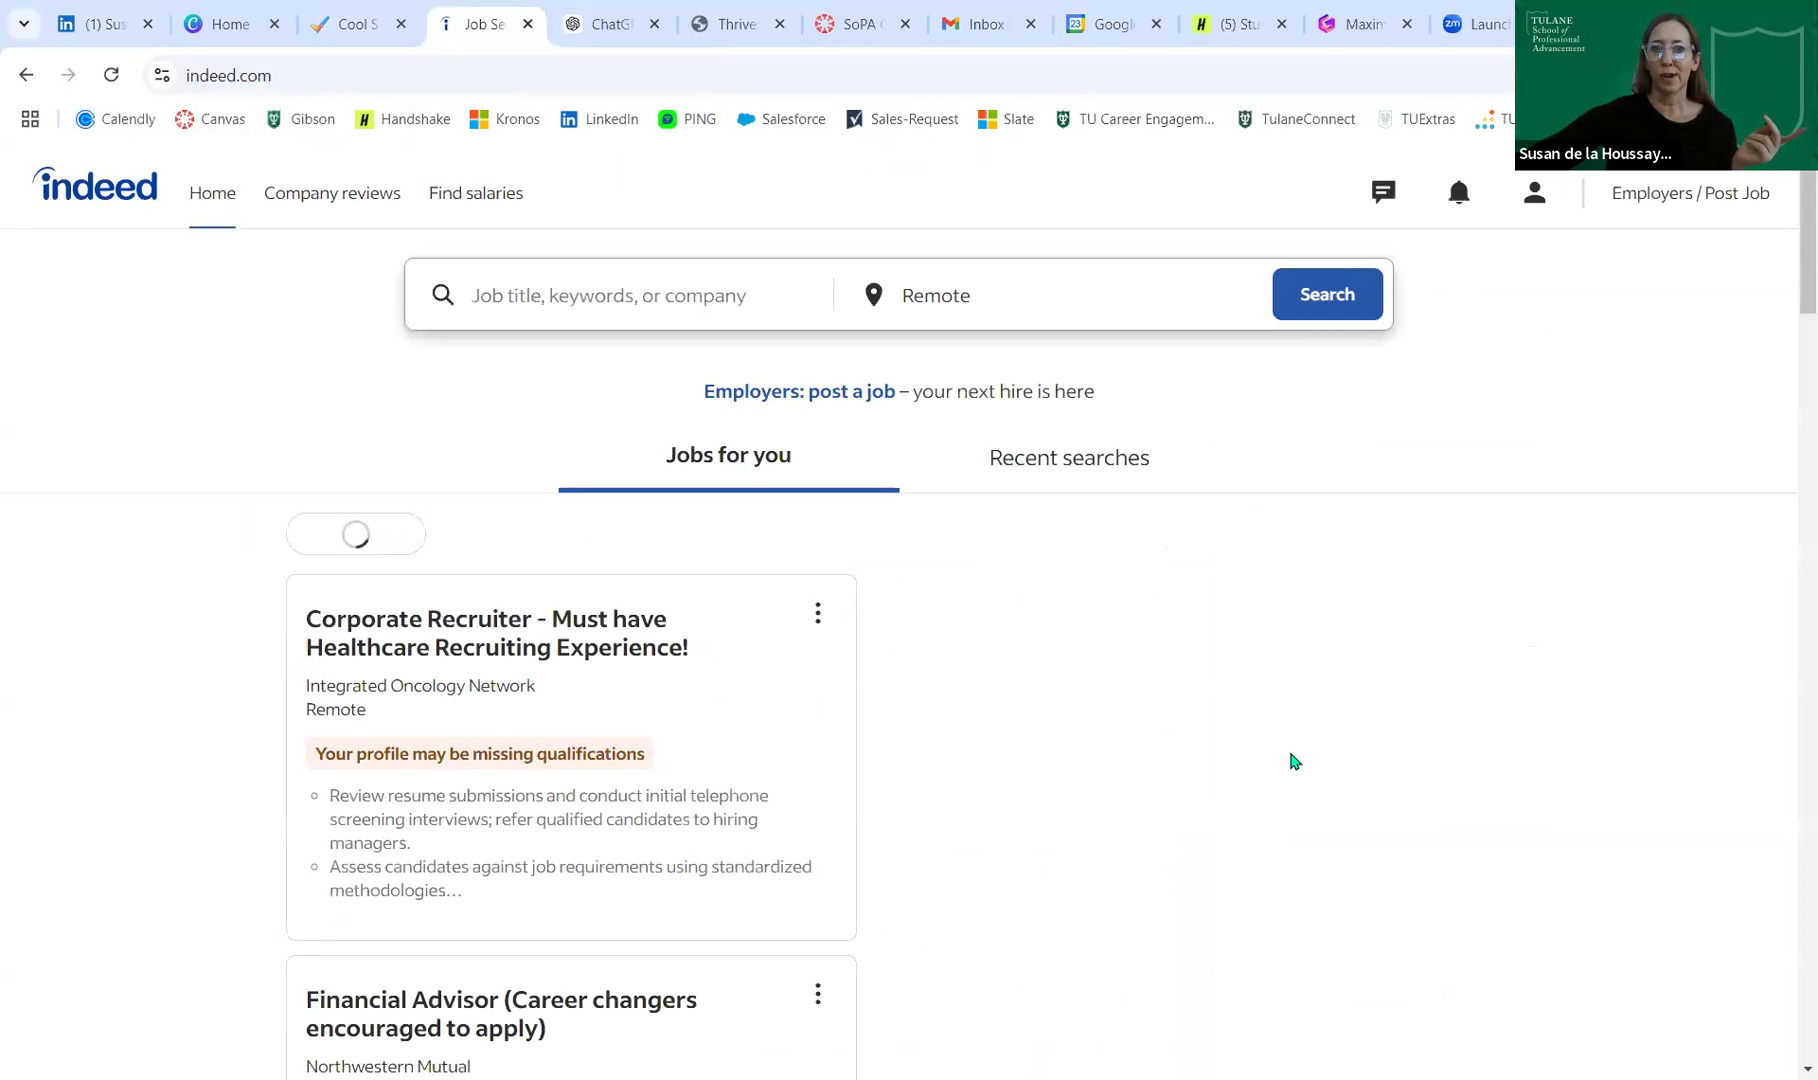 (1) Sus
Home
Cool S
Job Se
ChatGP
Thrive
SoPA C
Inbox
Google
(5) Stu
Maxim
Launch
indeed.com
Calendly
Canvas
Gibson
Handshake
Kronos
LinkedIn
PING
Salesforce
Sales-Request
Slate
TU Career Engagem...
TulaneConnect
TUExtras
TU
TULANE
School of
Professional
Advancement
Susan de la Houssay...
indeed
Home
Company reviews
Find salaries
Employers / Post Job
Job title, keywords, or company
Remote
Search
Employers: post a job – your next hire is here
Jobs for you
Recent searches
Corporate Recruiter - Must have
Healthcare Recruiting Experience!
Integrated Oncology Network
Remote
Your profile may be missing qualifications
Review resume submissions and conduct initial telephone
screening interviews; refer qualified candidates to hiring
managers.
Assess candidates against job requirements using standardized
methodologies…
Financial Advisor (Career changers
encouraged to apply)
Northwestern Mutual